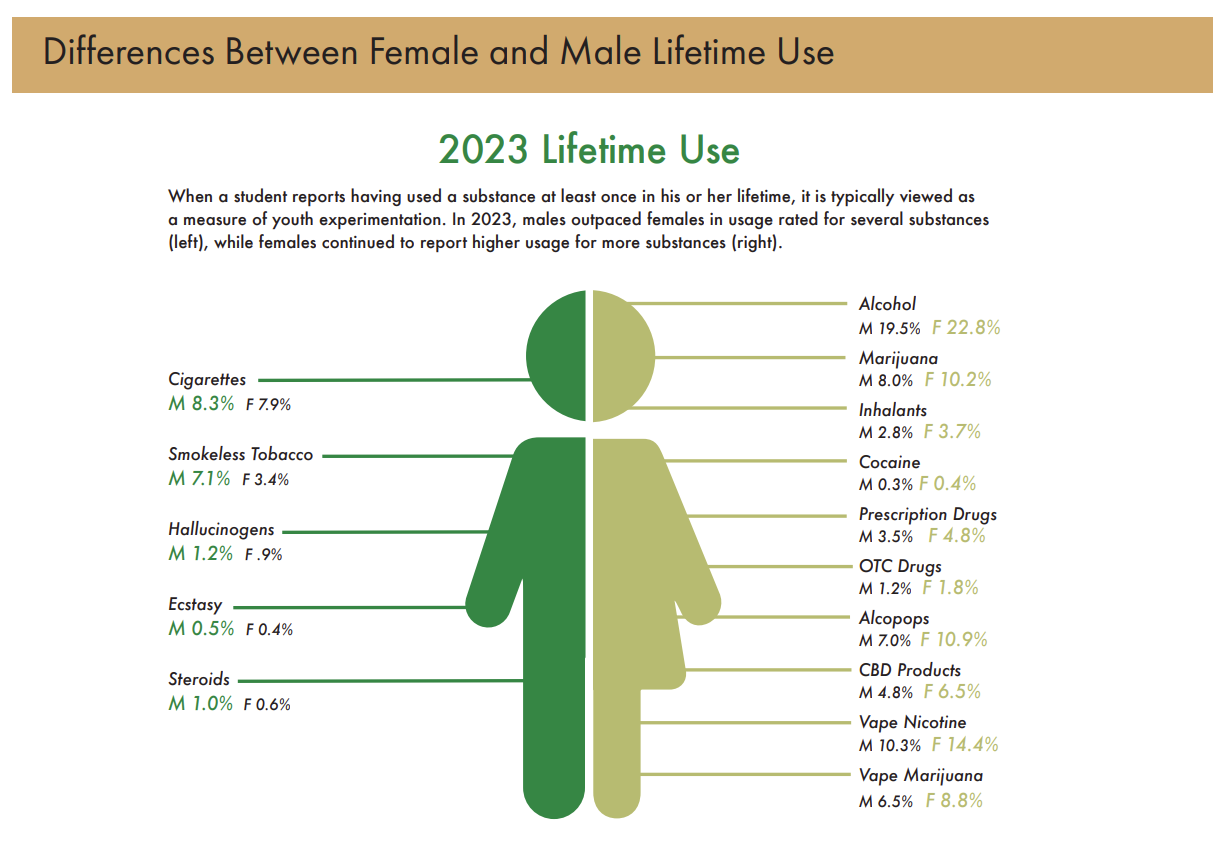 Differences Between Female and Male Lifetime Use
2023 Lifetime Use
When a student reports having used a substance at least once in his or her lifetime, it is typically viewed as
a measure of youth experimentation. In 2023, males outpaced females in usage rated for several substances
(left), while females continued to report higher usage for more substances (right).
Cigarettes
M 8.3% F 7.9%
Smokeless Tobacco
M 7.1% F 3.4%
Hallucinogens
M 1.2% F .9%
Ecstasy
M 0.5% F 0.4%
Steroids
M 1.0% F 0.6%
Alcohol
M 19.5% F 22.8%
Marijuana
M 8.0% F 10.2%
Inhalants
M 2.8% F 3.7%
Cocaine
M 0.3% F 0.4%
Prescription Drugs
M 3.5% F 4.8%
OTC Drugs
M 1.2% F 1.8%
Alcopops
M 7.0% F 10.9%
CBD Products
M 4.8% F 6.5%
Vape Nicotine
M 10.3% F 14.4%
Vape Marijuana
M 6.5% F 8.8%